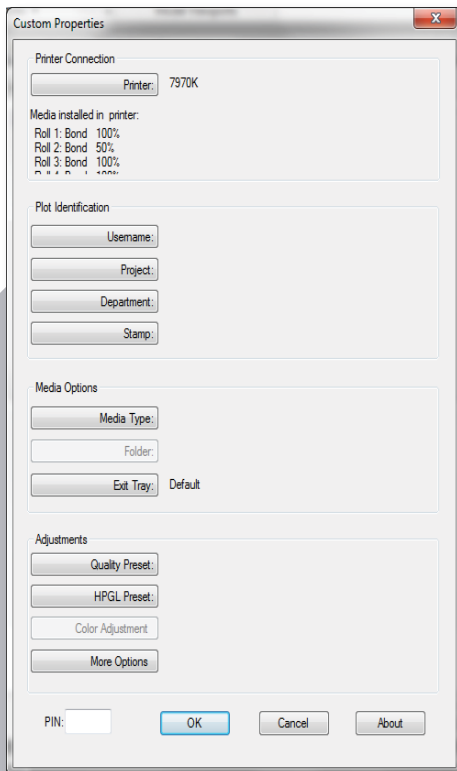 Custom Properties
Printer Connection
Printer: 7970K
Media installed in printer:
Roll 1: Bond 100%
Roll 2: Bond 50%
Roll 3: Bond 100%
Plot Identification
Username:
Project:
Department:
Stamp:
Media Options
Media Type:
Folder:
Exit Tray: Default
Adjustments
Quality Preset:
HPGL Preset:
Color Adjustment
More Options
PIN: OK Cancel About